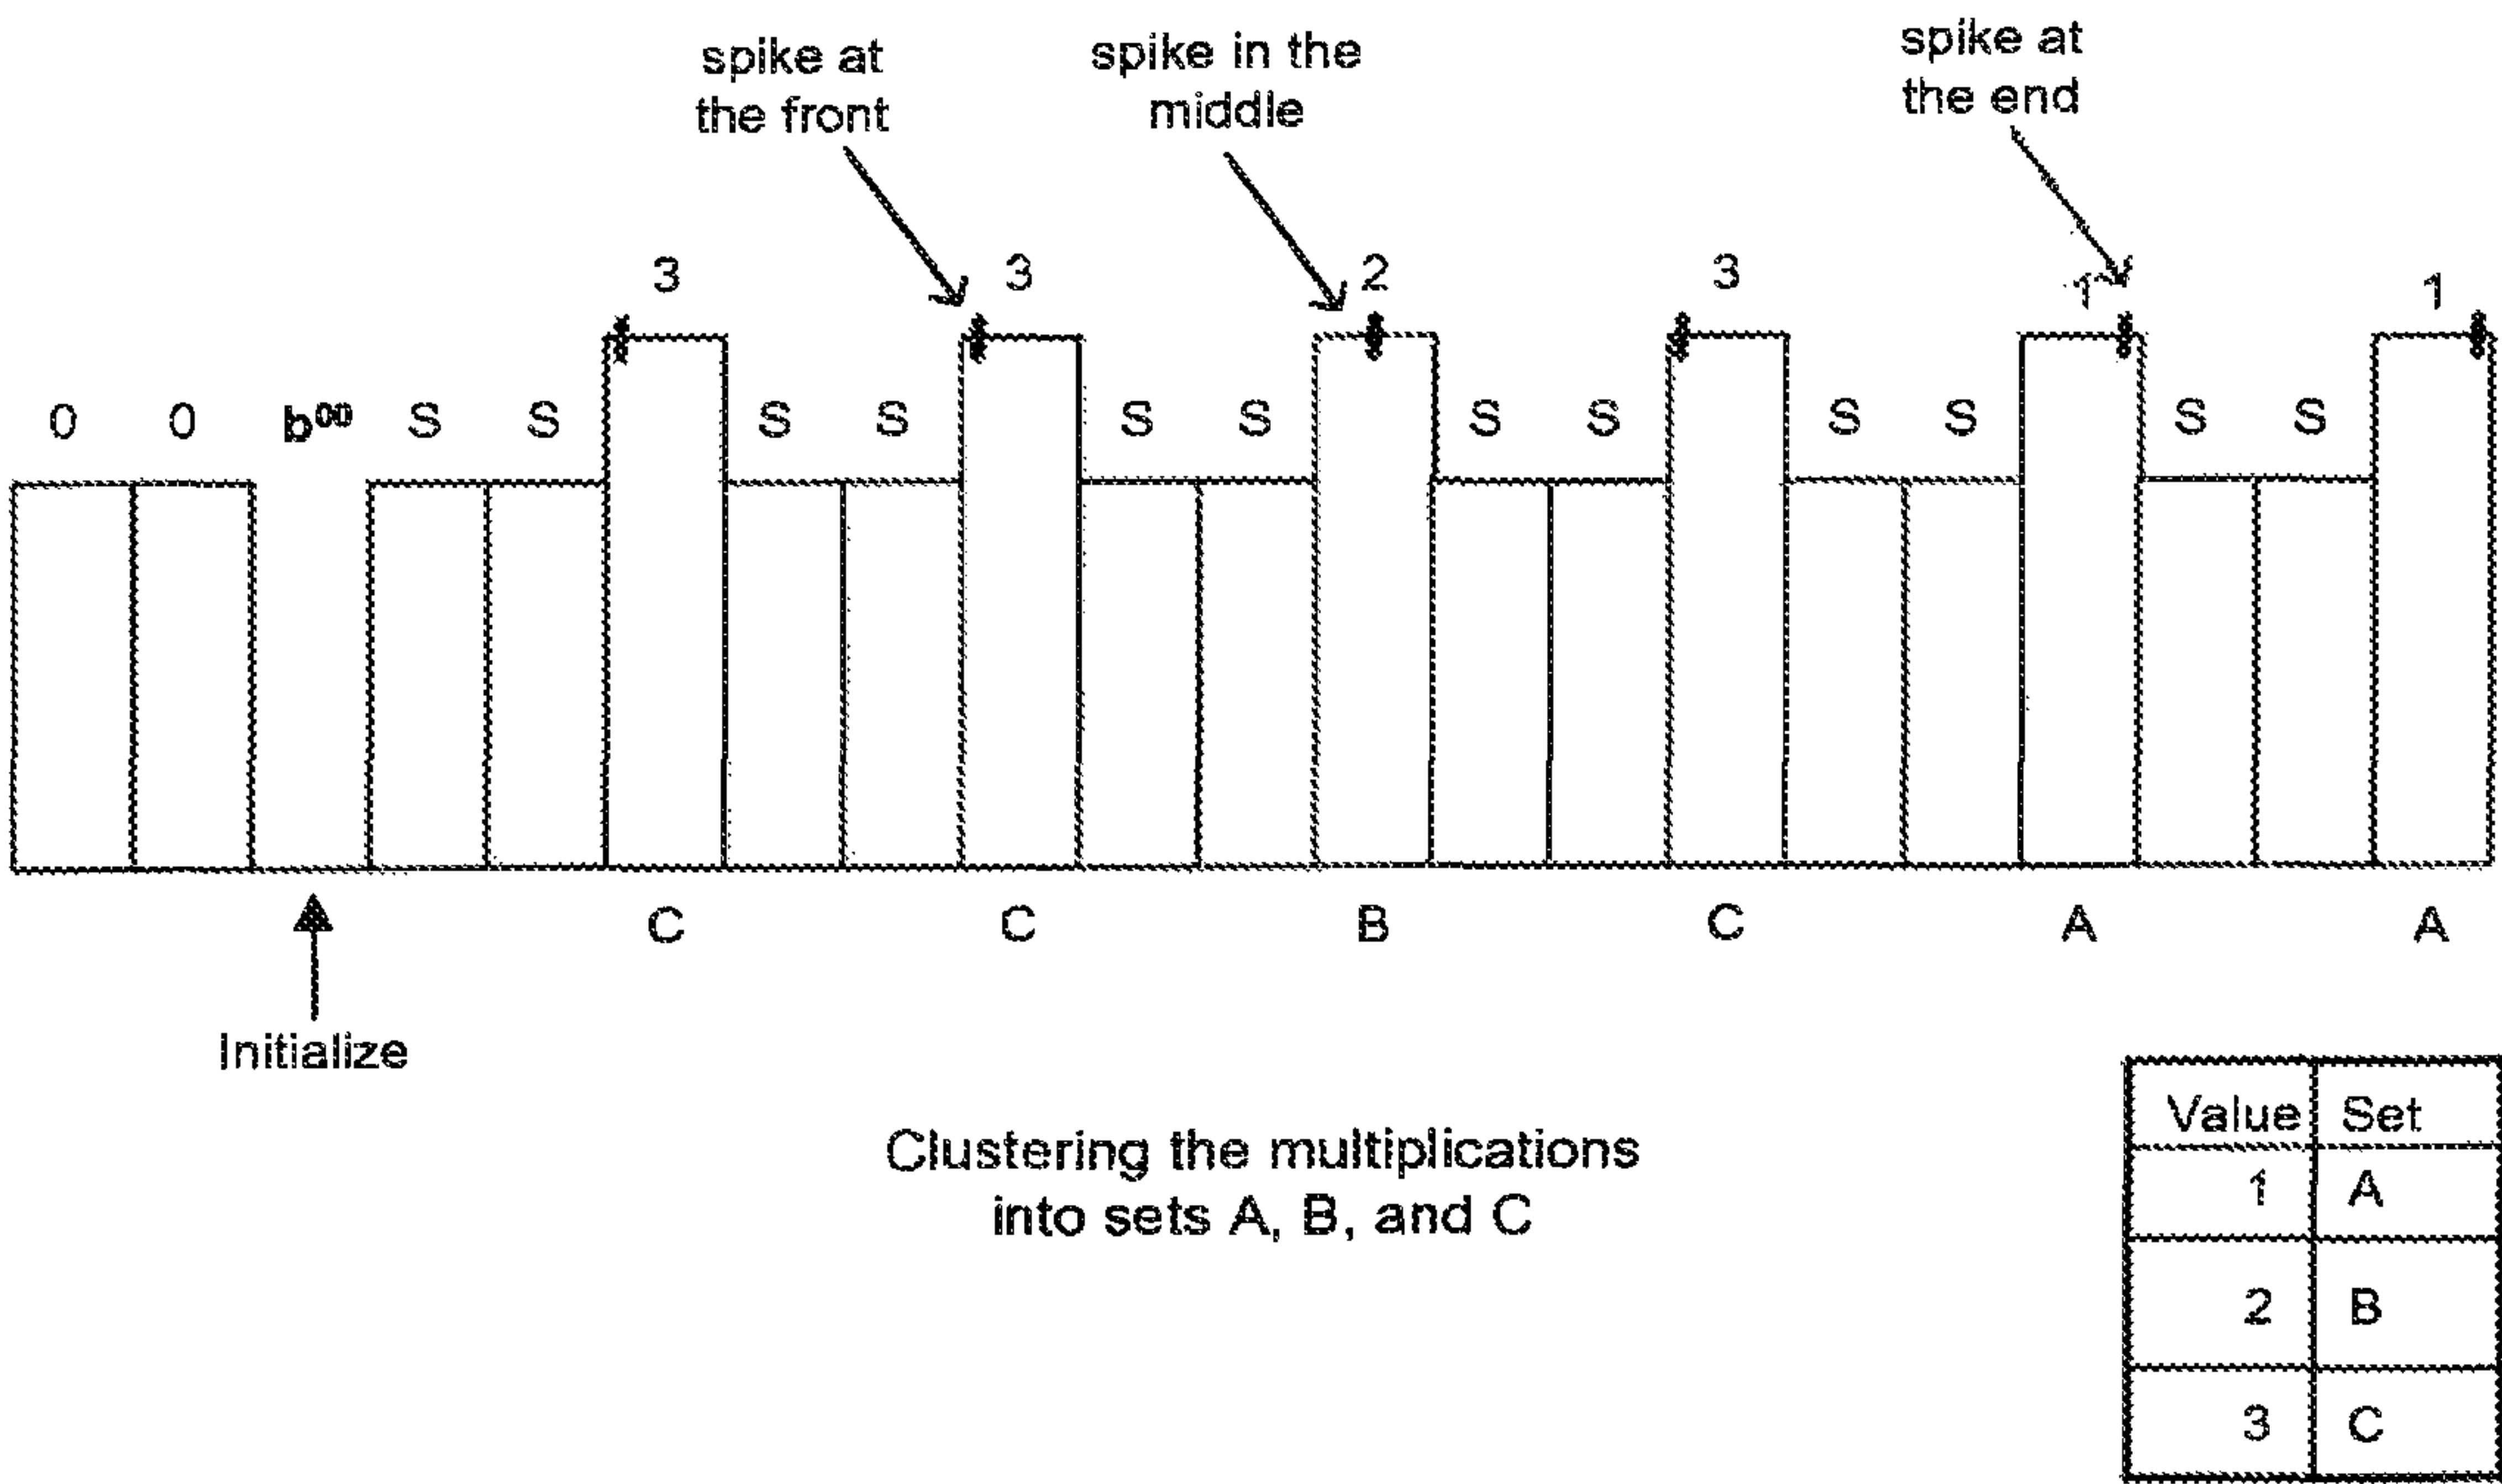 spike at
the front
spike in the
middle
spike at
the end
3 3 2 3 1 1
0 0 S S S S S S S S S S S S
C C B C A A
Initialize
Clustering the multiplications
into sets A, B, and C
Value Set
1 A
2 B
3 C